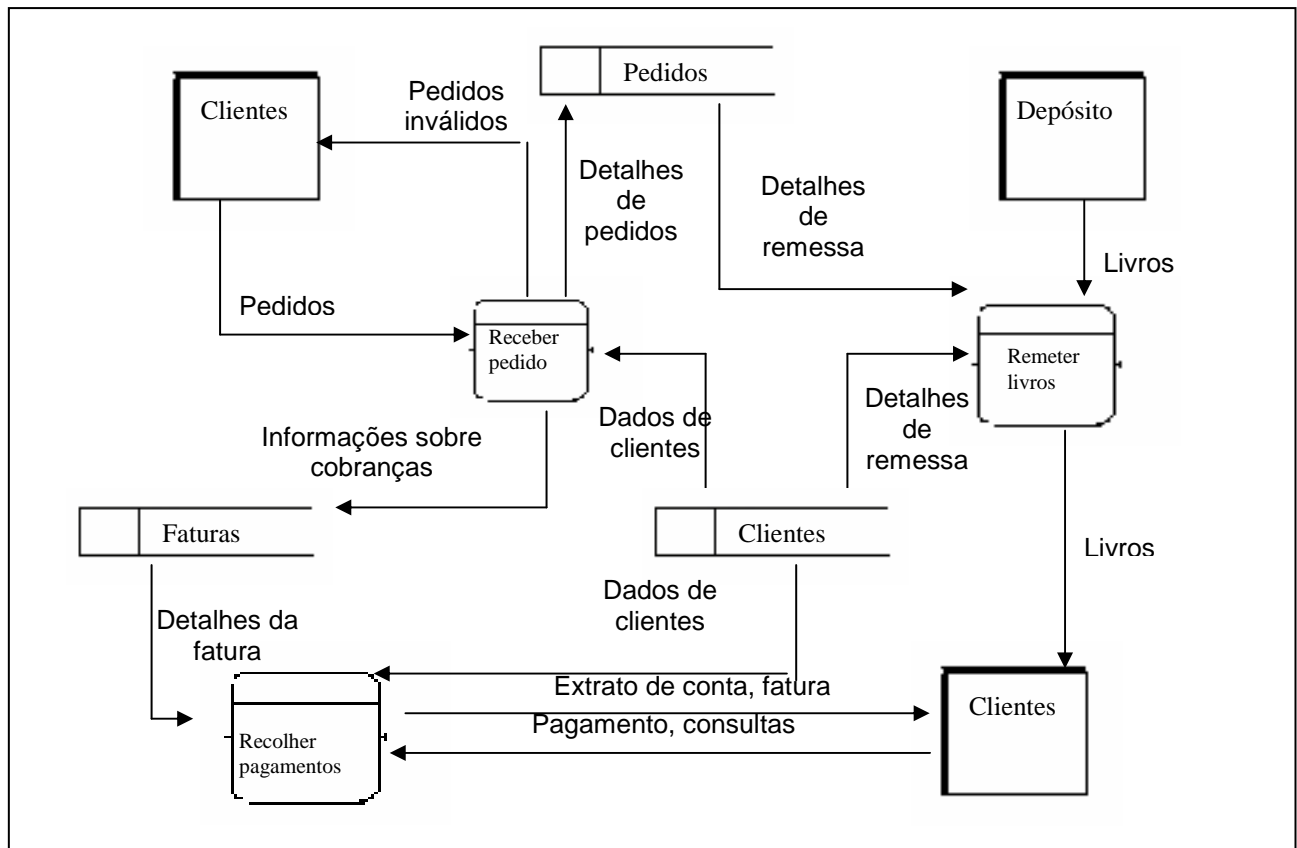 Pedidos
Clientes
Pedidos
inválidos
Depósito
Detalhes
de
pedidos
Detalhes
de
remessa
Livros
Pedidos
Receber
pedido
Remeter
livros
Dados de
clientes
Detalhes
de
remessa
Informações sobre
cobranças
Faturas
Clientes
Livros
Dados de
clientes
Detalhes da
fatura
Extrato de conta, fatura
Pagamento, consultas
Clientes
Recolher
pagamentos